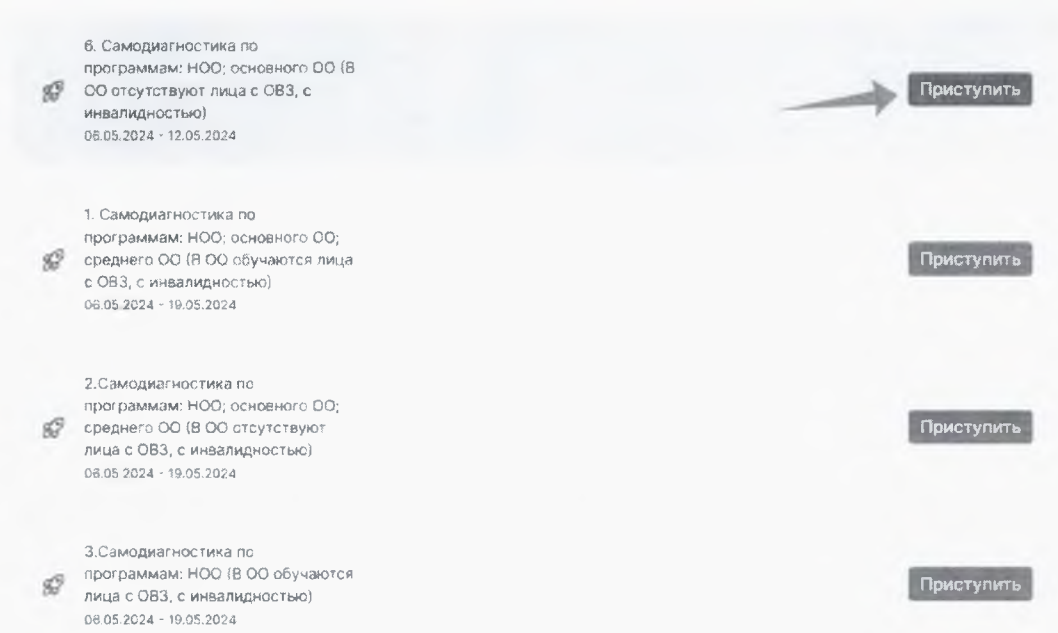 6. Самодиагностика по
программам: НОО; основного ОО (В
ОО отсутствуют лица с ОВЗ, с
инвалидностью)
06.05.2024 - 12.05.2024
Приступить
1. Самодиагностика по
программам: НОО; основного ОО;
среднего ОО (В ОО обучаются лица
с ОВЗ, с инвалидностью)
06.05.2024 - 19.05.2024
Приступить
2.Самодиагностика по
программам: НОО; основного ОО;
среднего ОО (В ОО отсутствуют
лица с ОВЗ, с инвалидностью)
06.05.2024 - 19.05.2024
Приступить
3.Самодиагностика по
программам: НОО (В ОО обучаются
лица с ОВЗ, с инвалидностью)
06.05.2024 - 19.05.2024
Приступить